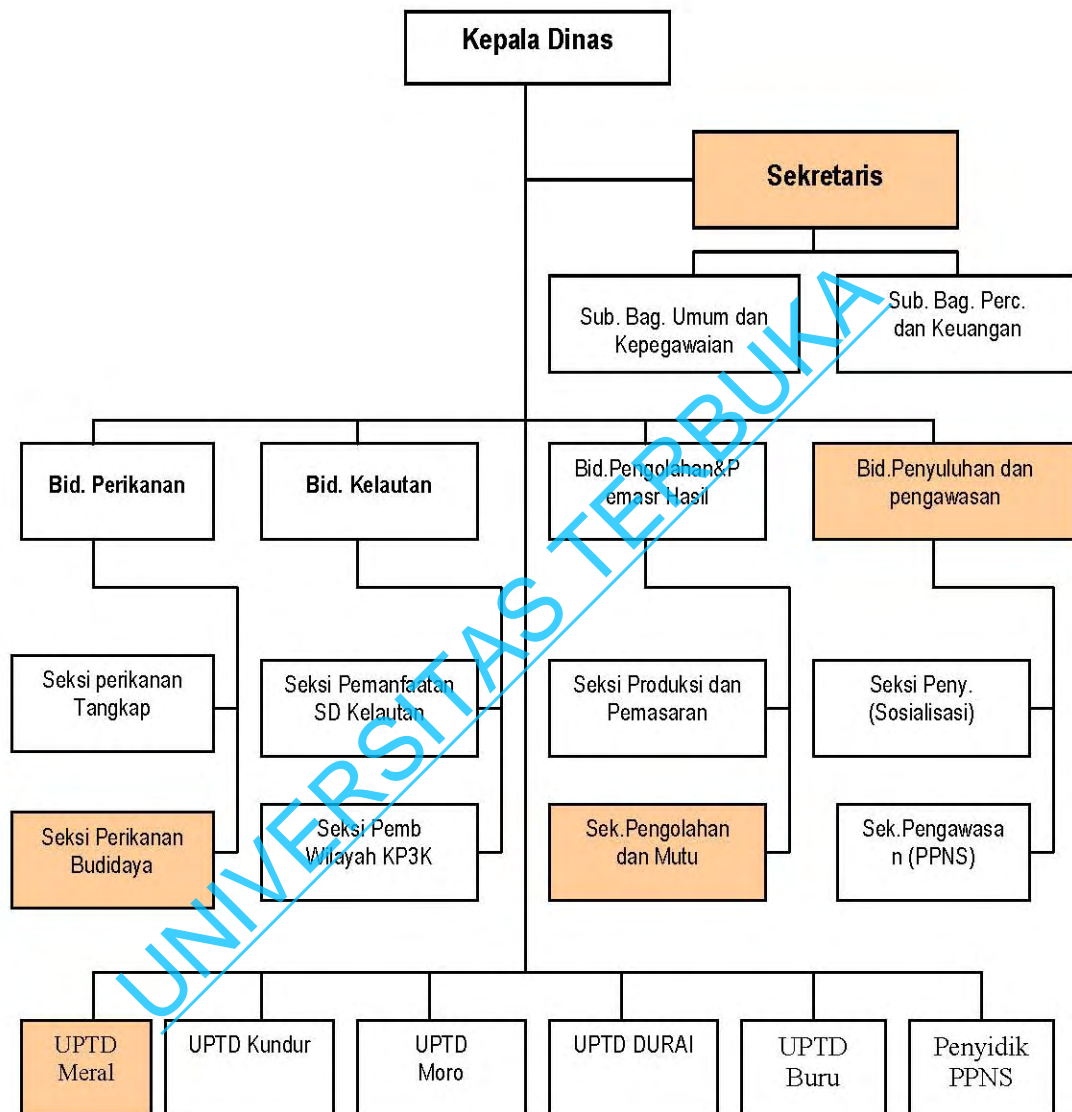 Kepala Dinas
Sekretaris
Sub. Bag. Umum dan
Kepegawaian
Sub. Bag. Perc.
dan Keuangan
Bid. Perikanan
Bid. Kelautan
Bid.Pengolahan&P
emasr Hasil
Bid.Penyuluhan dan
pengawasan
Seksi perikanan
Tangkap
Seksi Pemanfaatan
SD Kelautan
Seksi Produksi dan
Pemasaran
Seksi Peny.
(Sosialisasi)
Seksi Perikanan
Budidaya
Seksi Pemb
Wilayah KP3K
Sek.Pengolahan
dan Mutu
Sek.Pengawasa
n (PPNS)
UPTD
Meral
UPTD Kundur
UPTD
Moro
UPTD DURAI
UPTD
Buru
Penyidik
PPNS
UNIVERSITAS TERBUKA